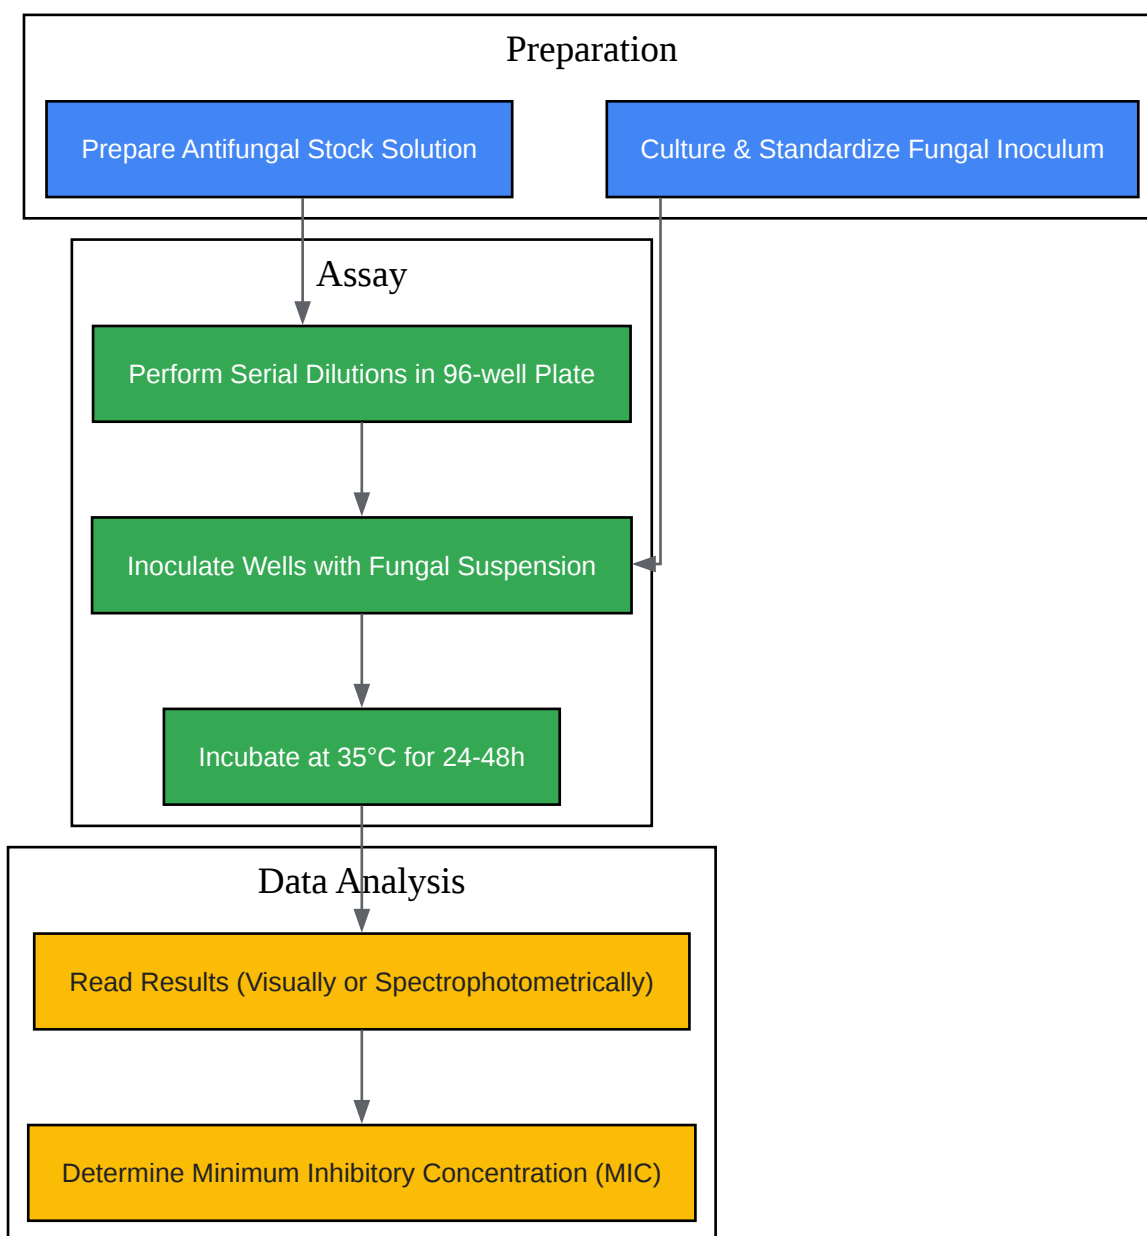 Preparation
Prepare Antifungal Stock Solution
Culture & Standardize Fungal Inoculum
Assay
Perform Serial Dilutions in 96-well Plate
Inoculate Wells with Fungal Suspension
Incubate at 35°C for 24-48h
Data Analysis
Read Results (Visually or Spectrophotometrically)
Determine Minimum Inhibitory Concentration (MIC)